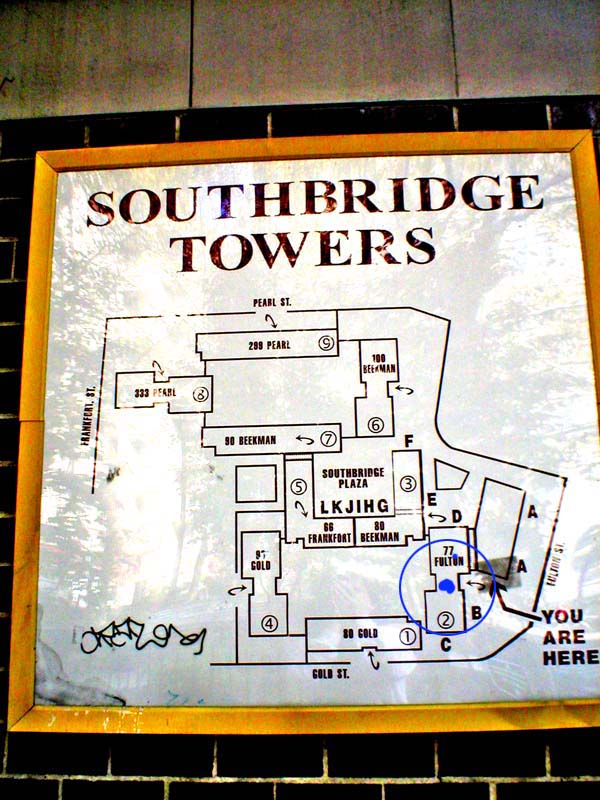 SOUTHBRIDGE
TOWERS
PEARL ST.
299 PEARL
5
100
BEEKMAN
333 PEARL
8
FRANKFORT. ST.
6
90 BEEKMAN
7
F
SOUTHBRIDGE
PLAZA
5
3
LKJIHG
E
D
A
66
FRANKFORT
80
BEEKMAN
77
FULTON
A
FULTON ST.
GOLD
4
B
2
YOU
ARE
HERE
80 GOLD
1
C
GOLD ST.